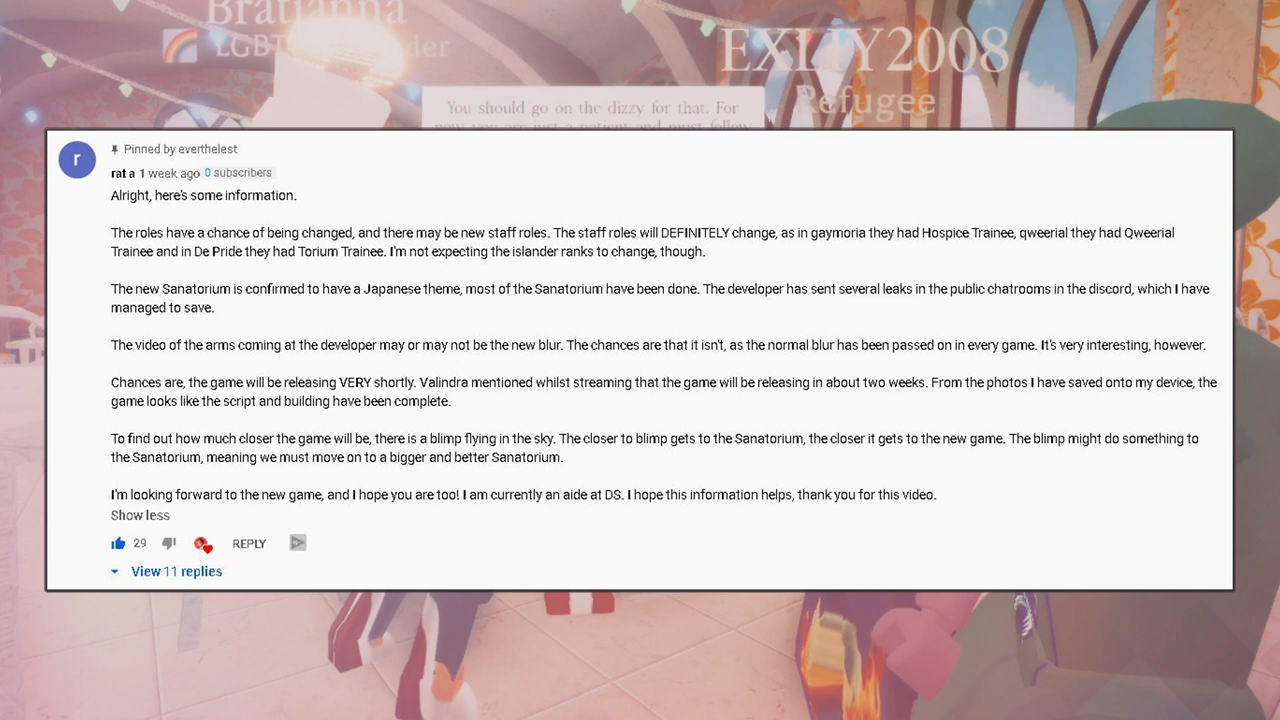 Bratianna
EXLIY2008
LGBT
der
Refugee
You should go on the dizzy for that. For
now you are just a patient and must follow
r
Pinned by everthelest
rat a 1 week ago 0 subscribers
Alright, here's some information.
The roles have a chance of being changed, and there may be new staff roles. The staff roles will DEFINITELY change, as in gaymoria they had Hospice Trainee, qweerial they had Qweerial
Trainee and in De Pride they had Torium Trainee. I'm not expecting the islander ranks to change, though.
The new Sanatorium is confirmed to have a Japanese theme, most of the Sanatorium have been done. The developer has sent several leaks in the public chatrooms in the discord, which I have
managed to save.
The video of the arms coming at the developer may or may not be the new blur. The chances are that it isn't, as the normal blur has been passed on in every game. It's very interesting, however.
Chances are, the game will be releasing VERY shortly. Valindra mentioned whilst streaming that the game will be releasing in about two weeks. From the photos I have saved onto my device, the
game looks like the script and building have been complete.
To find out how much closer the game will be, there is a blimp flying in the sky. The closer to blimp gets to the Sanatorium, the closer it gets to the new game. The blimp might do something to
the Sanatorium, meaning we must move on to a bigger and better Sanatorium.
I'm looking forward to the new game, and I hope you are too! I am currently an aide at DS. I hope this information helps, thank you for this video.
Show less
29
REPLY
View 11 replies